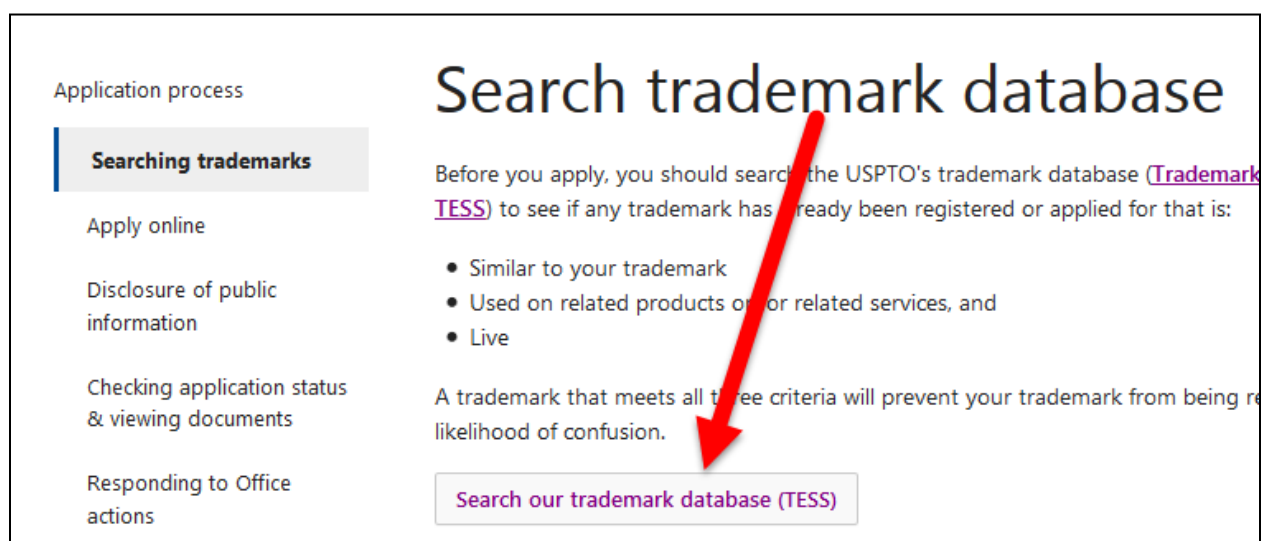 Application process
Searching trademarks
Apply online
Disclosure of public
information
Checking application status
& viewing documents
Responding to Office
actions
Search trademark database
Before you apply, you should search the USPTO's trademark database (Trademark
TESS) to see if any trademark has already been registered or applied for that is:
• Similar to your trademark
• Used on related products or for related services, and
• Live
A trademark that meets all three criteria will prevent your trademark from being re
likelihood of confusion.
Search our trademark database (TESS)